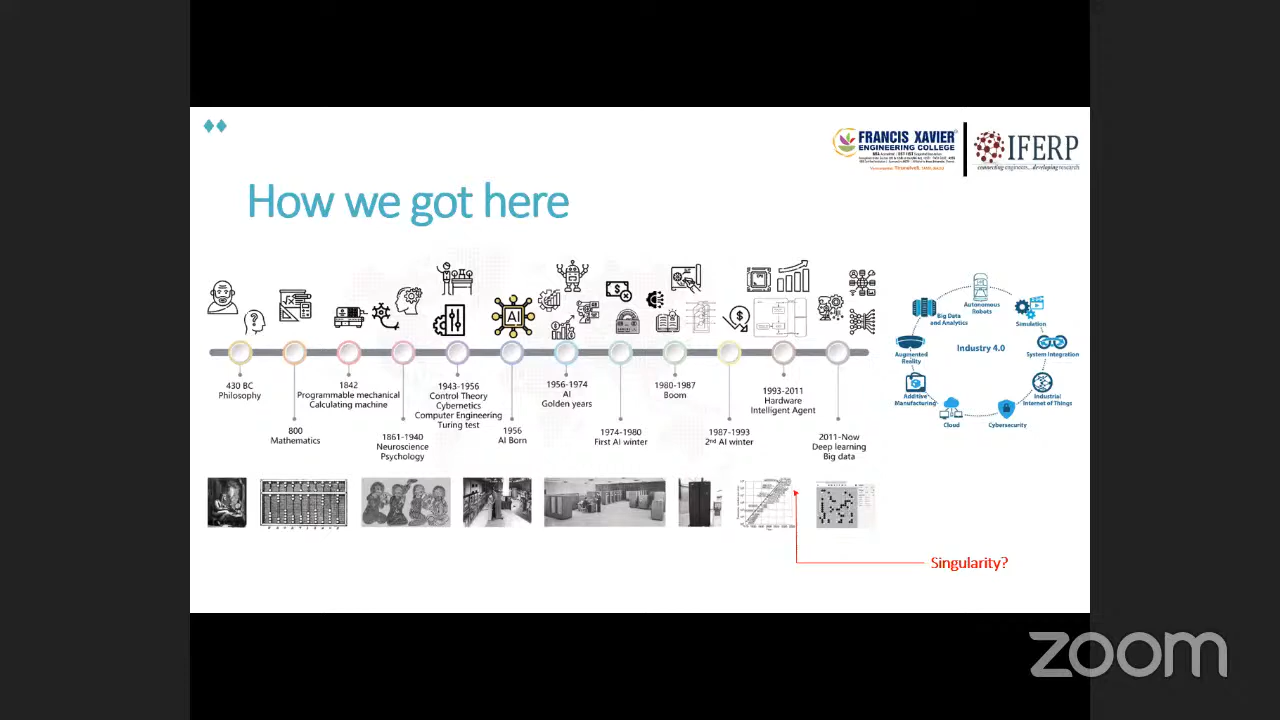 FRANCIS XAVIER
ENGINEERING COLLEGE
IFERP
connecting engineers...developing research
How we got here
AI
CPU
430 BC
Philosophy
800
Mathematics
1842
Programmable mechanical
Calculating machine
1861-1940
Neuroscience
Psychology
1943-1956
Control Theory
Cybernetics
Computer Engineering
Turing test
1956
AI Born
1956-1974
AI
Golden years
1974-1980
First AI winter
1980-1987
Boom
1987-1993
2nd AI winter
1993-2011
Hardware
Intelligent Agent
2011-Now
Deep learning
Big data
Industry 4.0
Autonomous
Robots
Simulation
System Integration
Industrial
Internet of Things
Cybersecurity
Cloud
Additive
Manufacturing
Augmented
Reality
Big Data
and Analytics
Singularity?
zoom